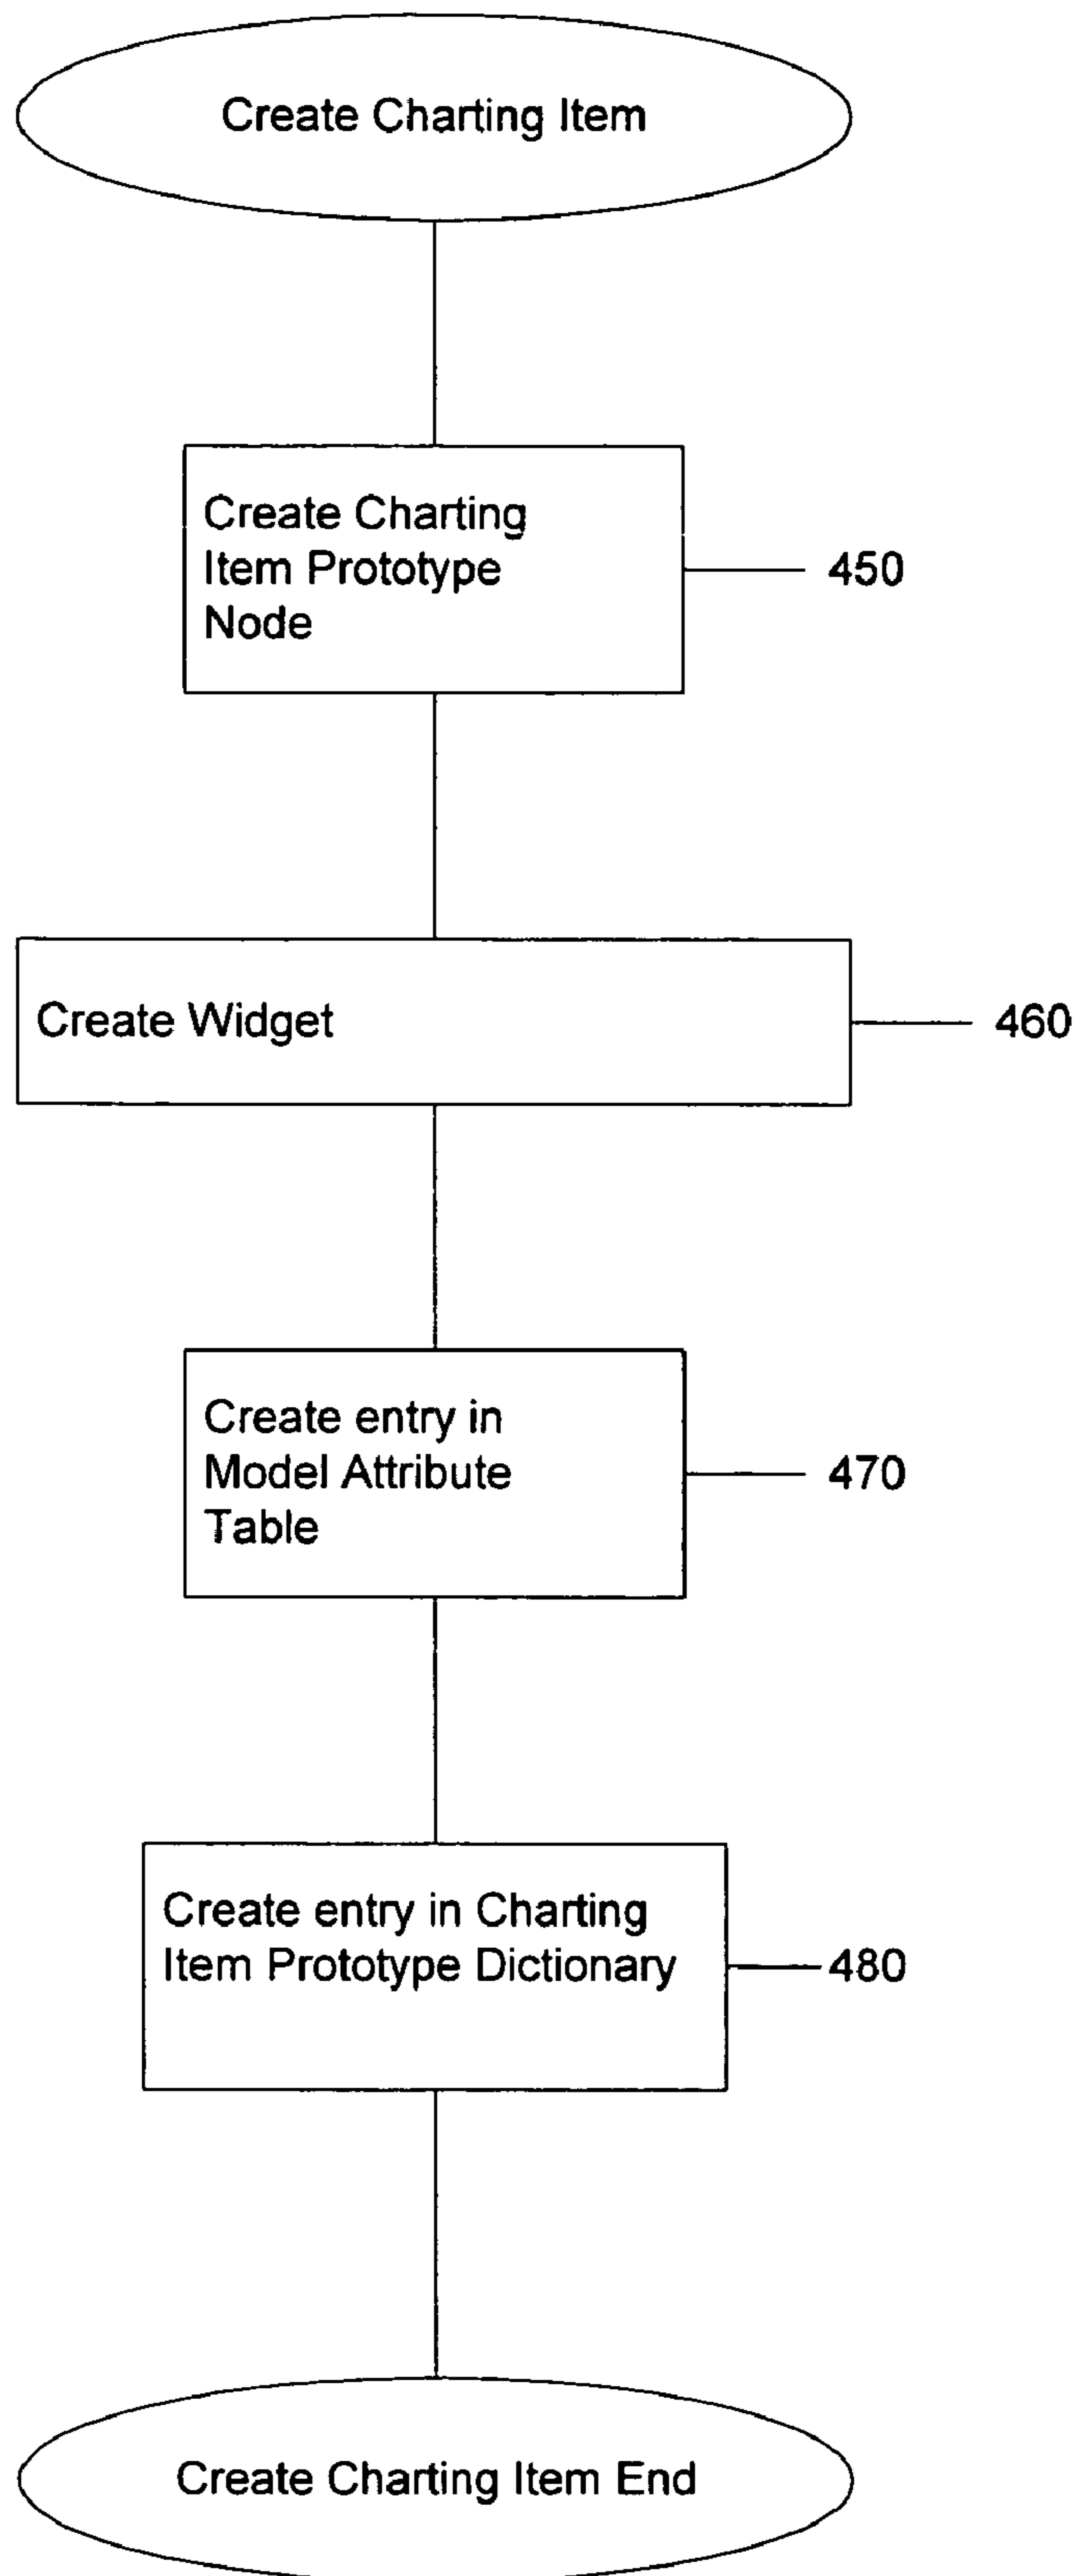 Create Charting Item
Create Charting
Item Prototype
Node
450
Create Widget
460
Create entry in
Model Attribute
Table
470
Create entry in Charting
Item Prototype Dictionary
480
Create Charting Item End